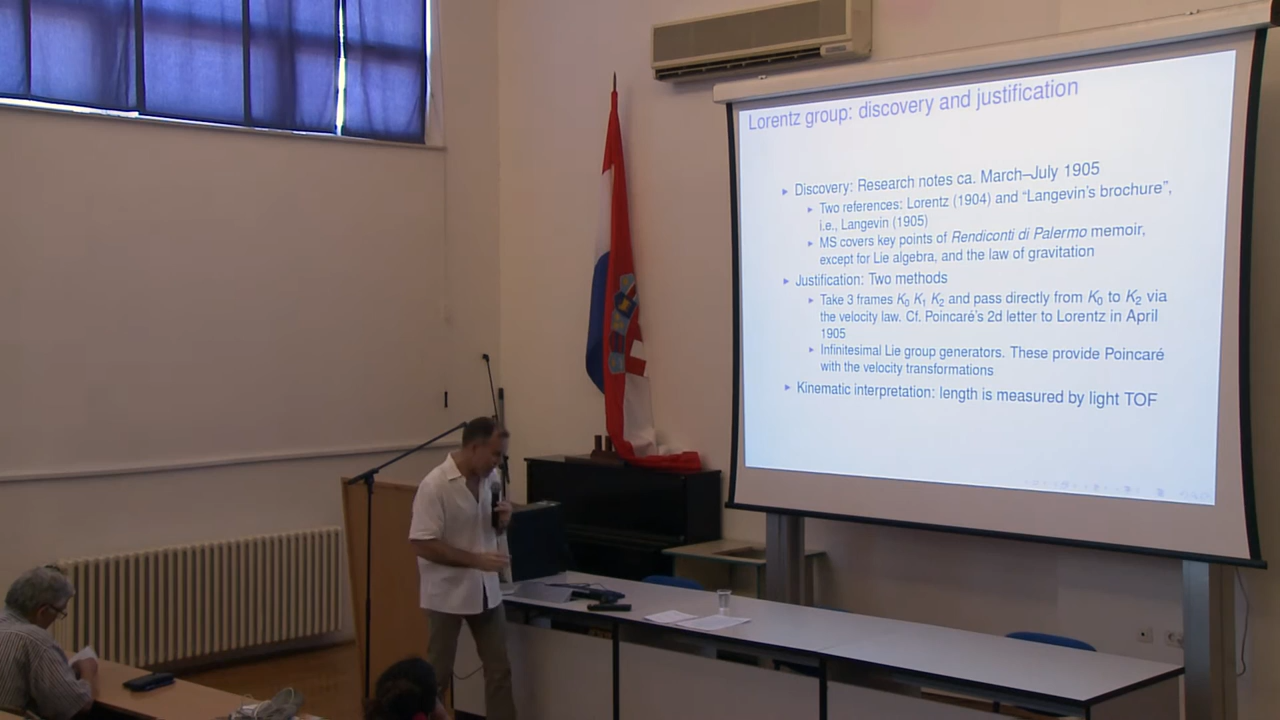 Lorentz group: discovery and justification
Discovery: Research notes ca. March–July 1905
Two references: Lorentz (1904) and “Langevin’s brochure”,
i.e., Langevin (1905)
MS covers key points of Rendiconti di Palermo memoir,
except for Lie algebra, and the law of gravitation
Justification: Two methods
Take 3 frames K₀ K₁ K₂ and pass directly from K₀ to K₂ via
the velocity law. Cf. Poincaré’s 2d letter to Lorentz in April
1905
Infinitesimal Lie group generators. These provide Poincaré
with the velocity transformations
Kinematic interpretation: length is measured by light TOF